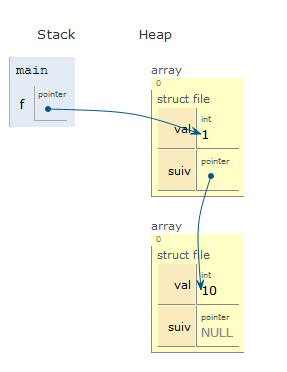 Stack Heap
main
f pointer
array
0
struct file
val int 1
suiv pointer
array
0
struct file
val int 10
suiv pointer NULL